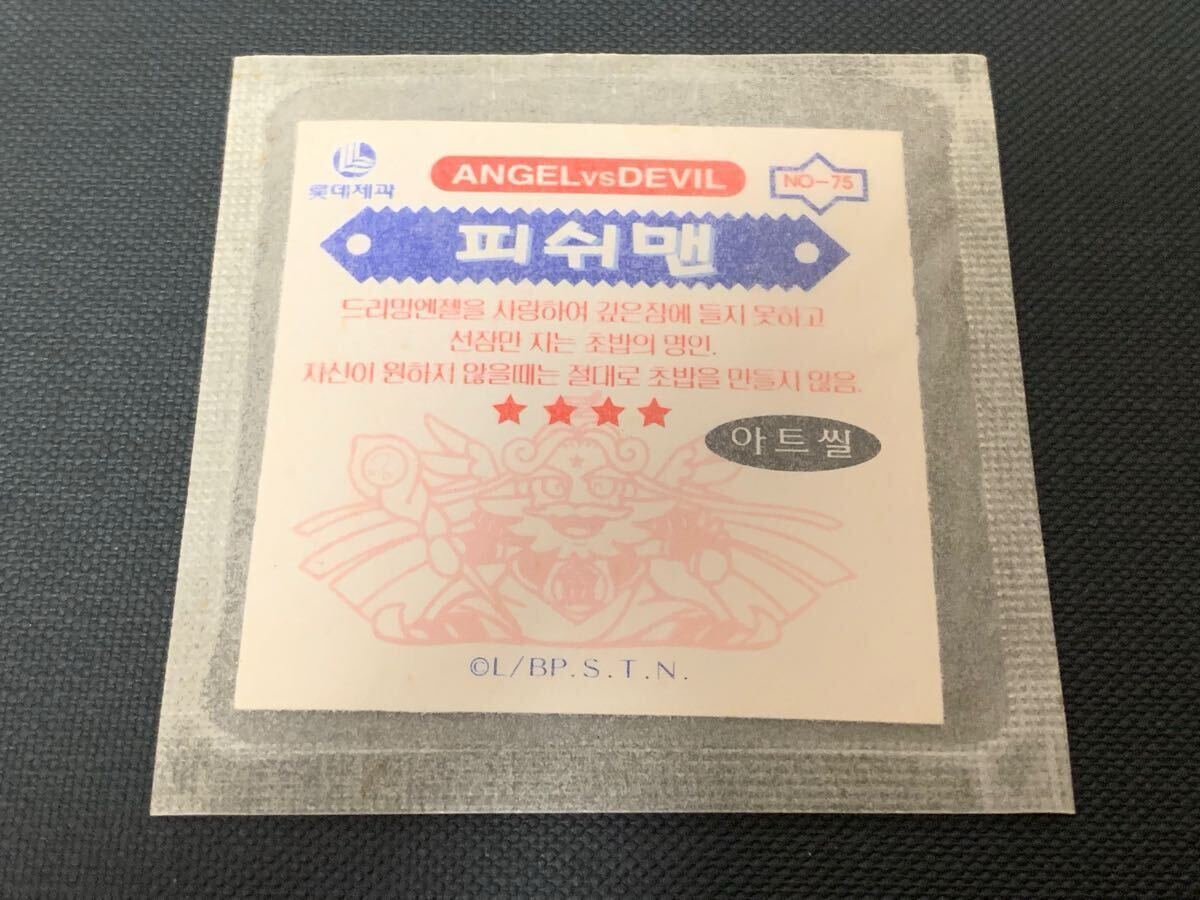 롯데제과
ANGEL VS DEVIL
NO-75
피쉬맨
드라밍엔젤을 사랑하여 깊은잠에 들지 못하고
선잠만 자는 초밥의 명인.
자신이 원하지 않을때는 절대로 초밥을 만들지 않음.
아트씰
©L/BP.S.T.N.